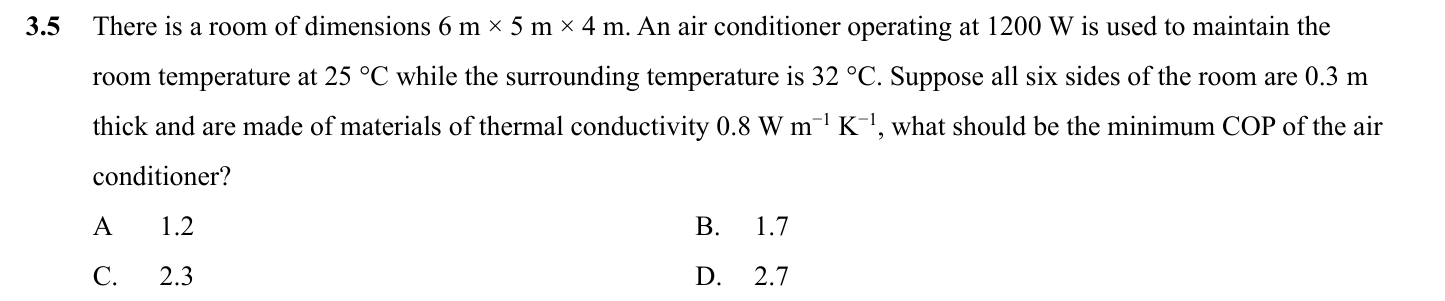 3.5 There is a room of dimensions 6 m × 5 m × 4 m. An air conditioner operating at 1200 W is used to maintain the
room temperature at 25 °C while the surrounding temperature is 32 °C. Suppose all six sides of the room are 0.3 m
thick and are made of materials of thermal conductivity 0.8 W m⁻¹ K⁻¹, what should be the minimum COP of the air
conditioner?
A 1.2 B. 1.7
C. 2.3 D. 2.7